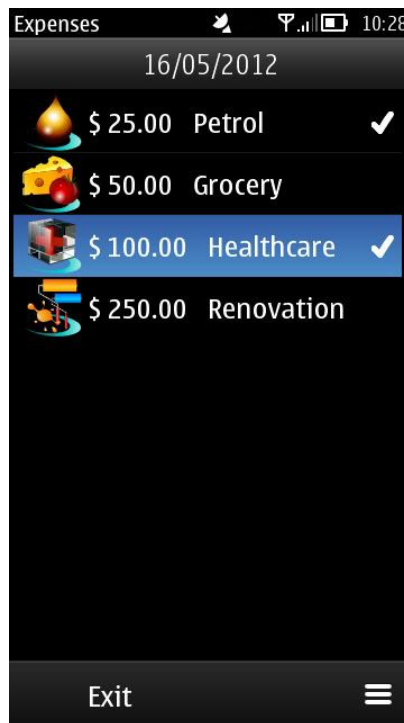 Expenses 10:28
16/05/2012
$ 25.00 Petrol
$ 50.00 Grocery
$ 100.00 Healthcare
$ 250.00 Renovation
Exit